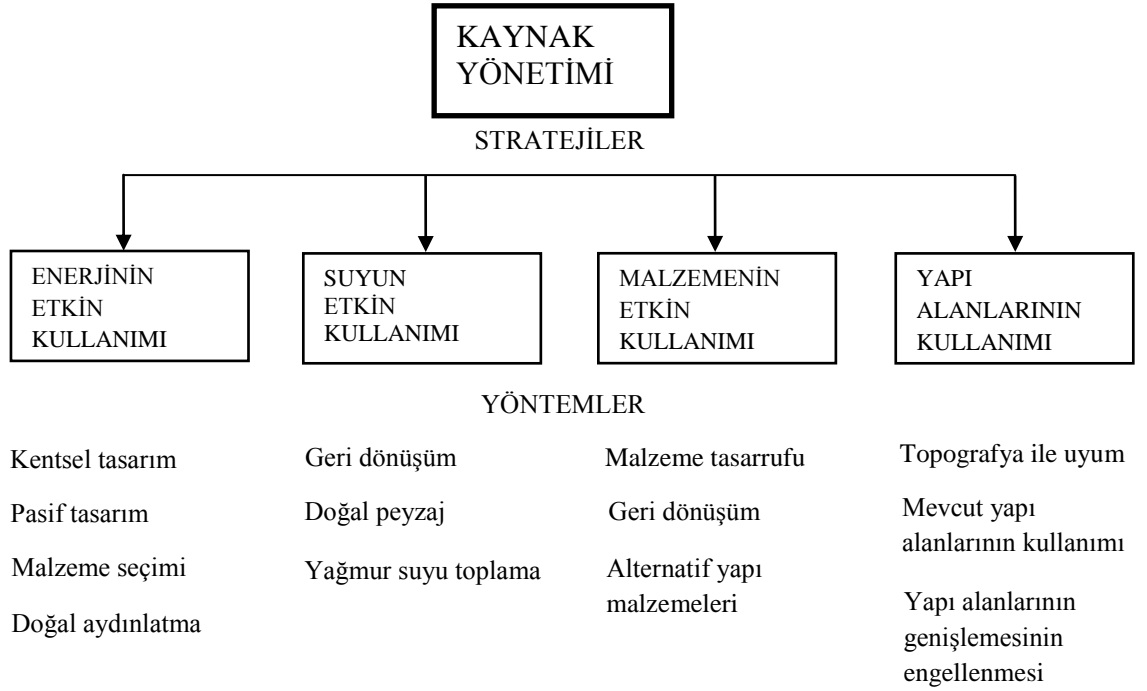 KAYNAK
YÖNETİMİ
STRATEJİLER
ENERJİNİN
ETKİN
KULLANIMI
SUYUN
ETKİN
KULLANIMI
MALZEMENİN
ETKİN
KULLANIMI
YAPI
ALANLARININ
KULLANIMI
YÖNTEMLER
Kentsel tasarım
Pasif tasarım
Malzeme seçimi
Doğal aydınlatma
Geri dönüşüm
Doğal peyzaj
Yağmur suyu toplama
Malzeme tasarrufu
Geri dönüşüm
Alternatif yapı
malzemeleri
Topografya ile uyum
Mevcut yapı
alanlarının kullanımı
Yapı alanlarının
genişlemesinin
engellenmesi